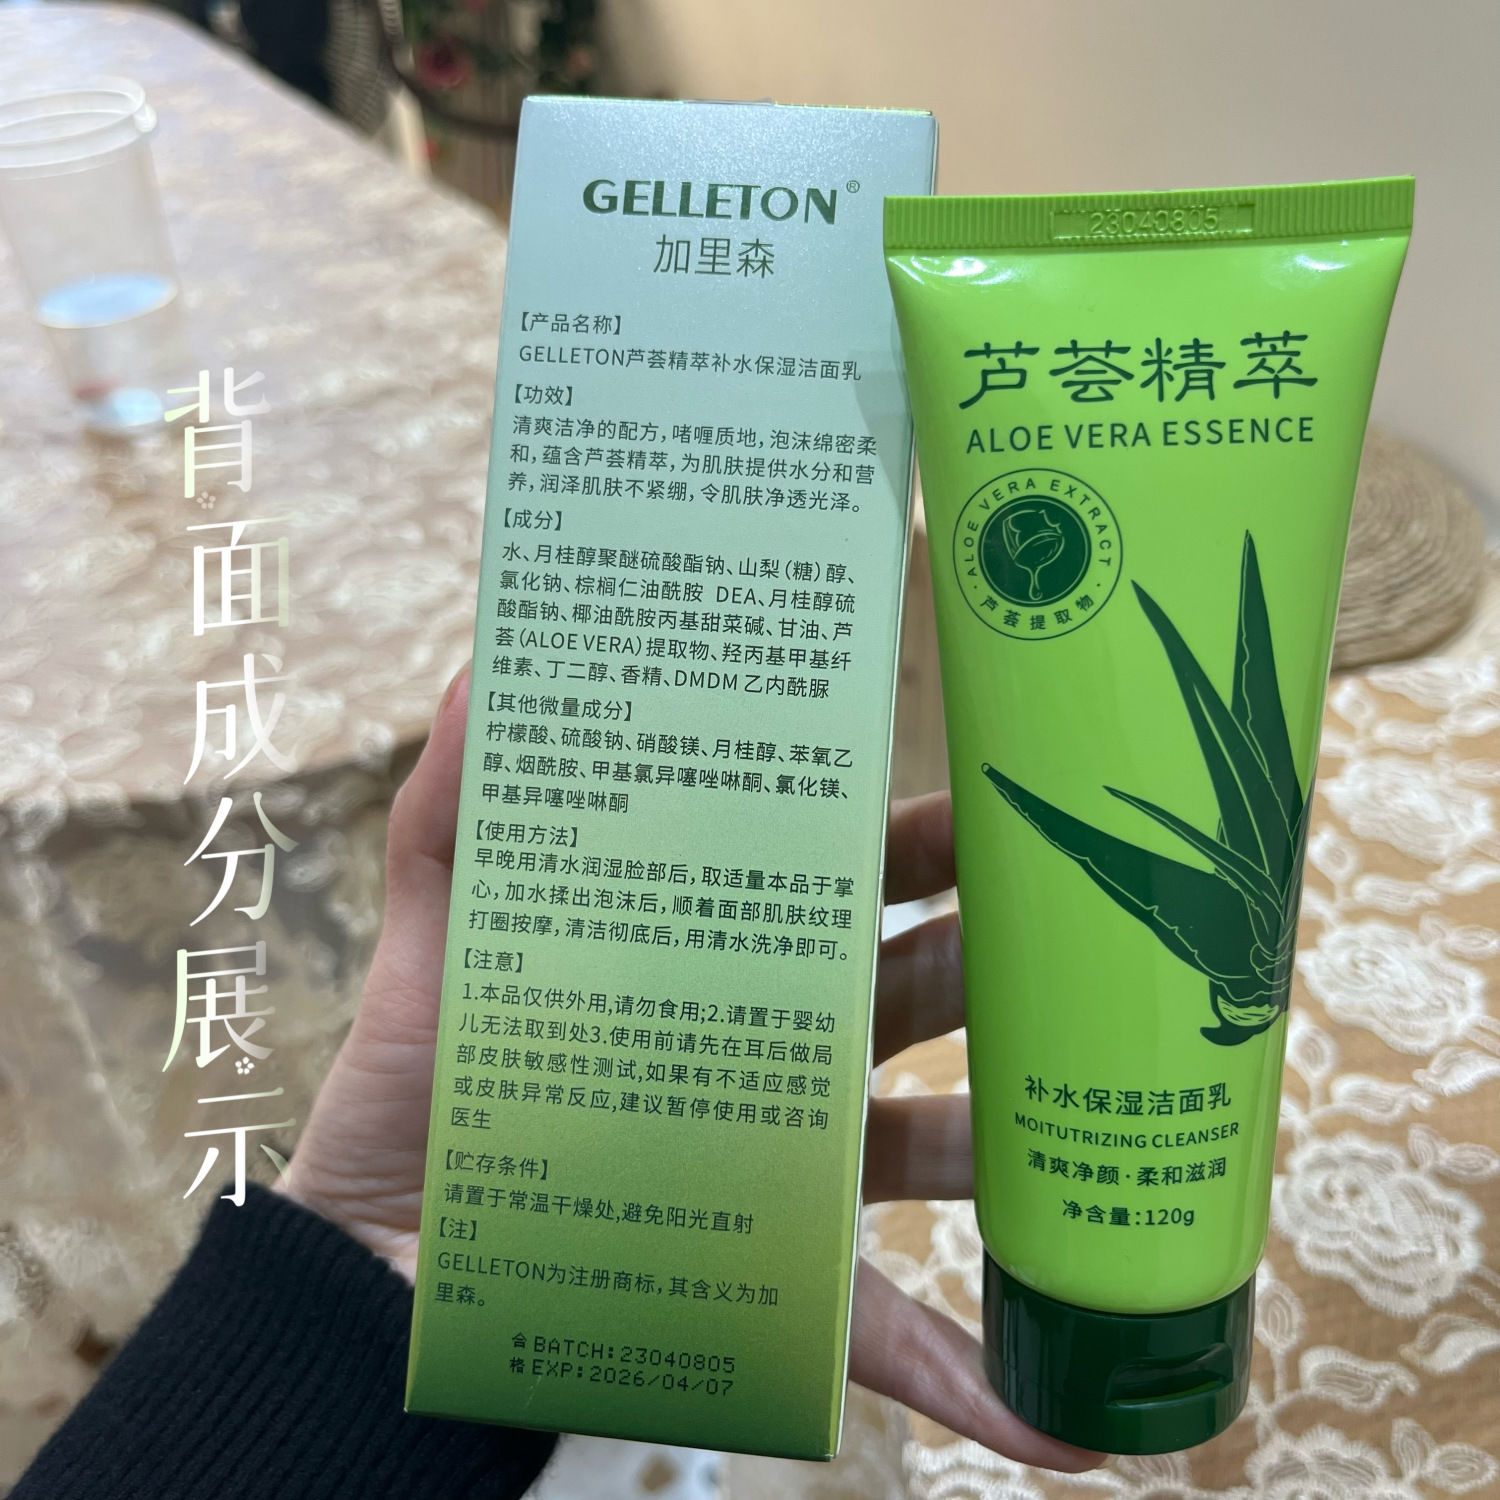 背面成分展示
GELLETON®
加里森
【产品名称】
GELLETON芦荟精萃补水保湿洁面乳
【功效】
清爽洁净的配方,啫喱质地,泡沫绵密柔
和,蕴含芦荟精萃,为肌肤提供水分和营
养,润泽肌肤不紧绷,令肌肤净透光泽。
【成分】
水、月桂醇聚醚硫酸酯钠、山梨(糖)醇、
氯化钠、棕榈仁油酰胺 DEA、月桂醇硫
酸酯钠、椰油酰胺丙基甜菜碱、甘油、芦
荟(ALOE VERA)提取物、羟丙基甲基纤
维素、丁二醇、香精、DMDM 乙内酰脲
【其他微量成分】
柠檬酸、硫酸钠、硝酸镁、月桂醇、苯氧乙
醇、烟酰胺、甲基氯异噻唑啉酮、氯化镁、
甲基异噻唑啉酮
【使用方法】
早晚用清水润湿脸部后,取适量本品于掌
心,加水揉出泡沫后,顺着面部肌肤纹理
打圈按摩,清洁彻底后,用清水洗净即可。
【注意】
1.本品仅供外用,请勿食用;2.请置于婴幼
儿无法取到处3.使用前请先在耳后做局
部皮肤敏感性测试,如果有不适应感觉
或皮肤异常反应,建议暂停使用或咨询
医生
【贮存条件】
请置于常温干燥处,避免阳光直射
【注】
GELLETON为注册商标,其含义为加
里森。
合 BATCH:23040805
格 EXP:2026/04/07
23040805
芦荟精萃
ALOE VERA ESSENCE
ALOE VERA EXTRACT
芦荟提取物
补水保湿洁面乳
MOITUTRIZING CLEANSER
清爽净颜·柔和滋润
净含量:120g